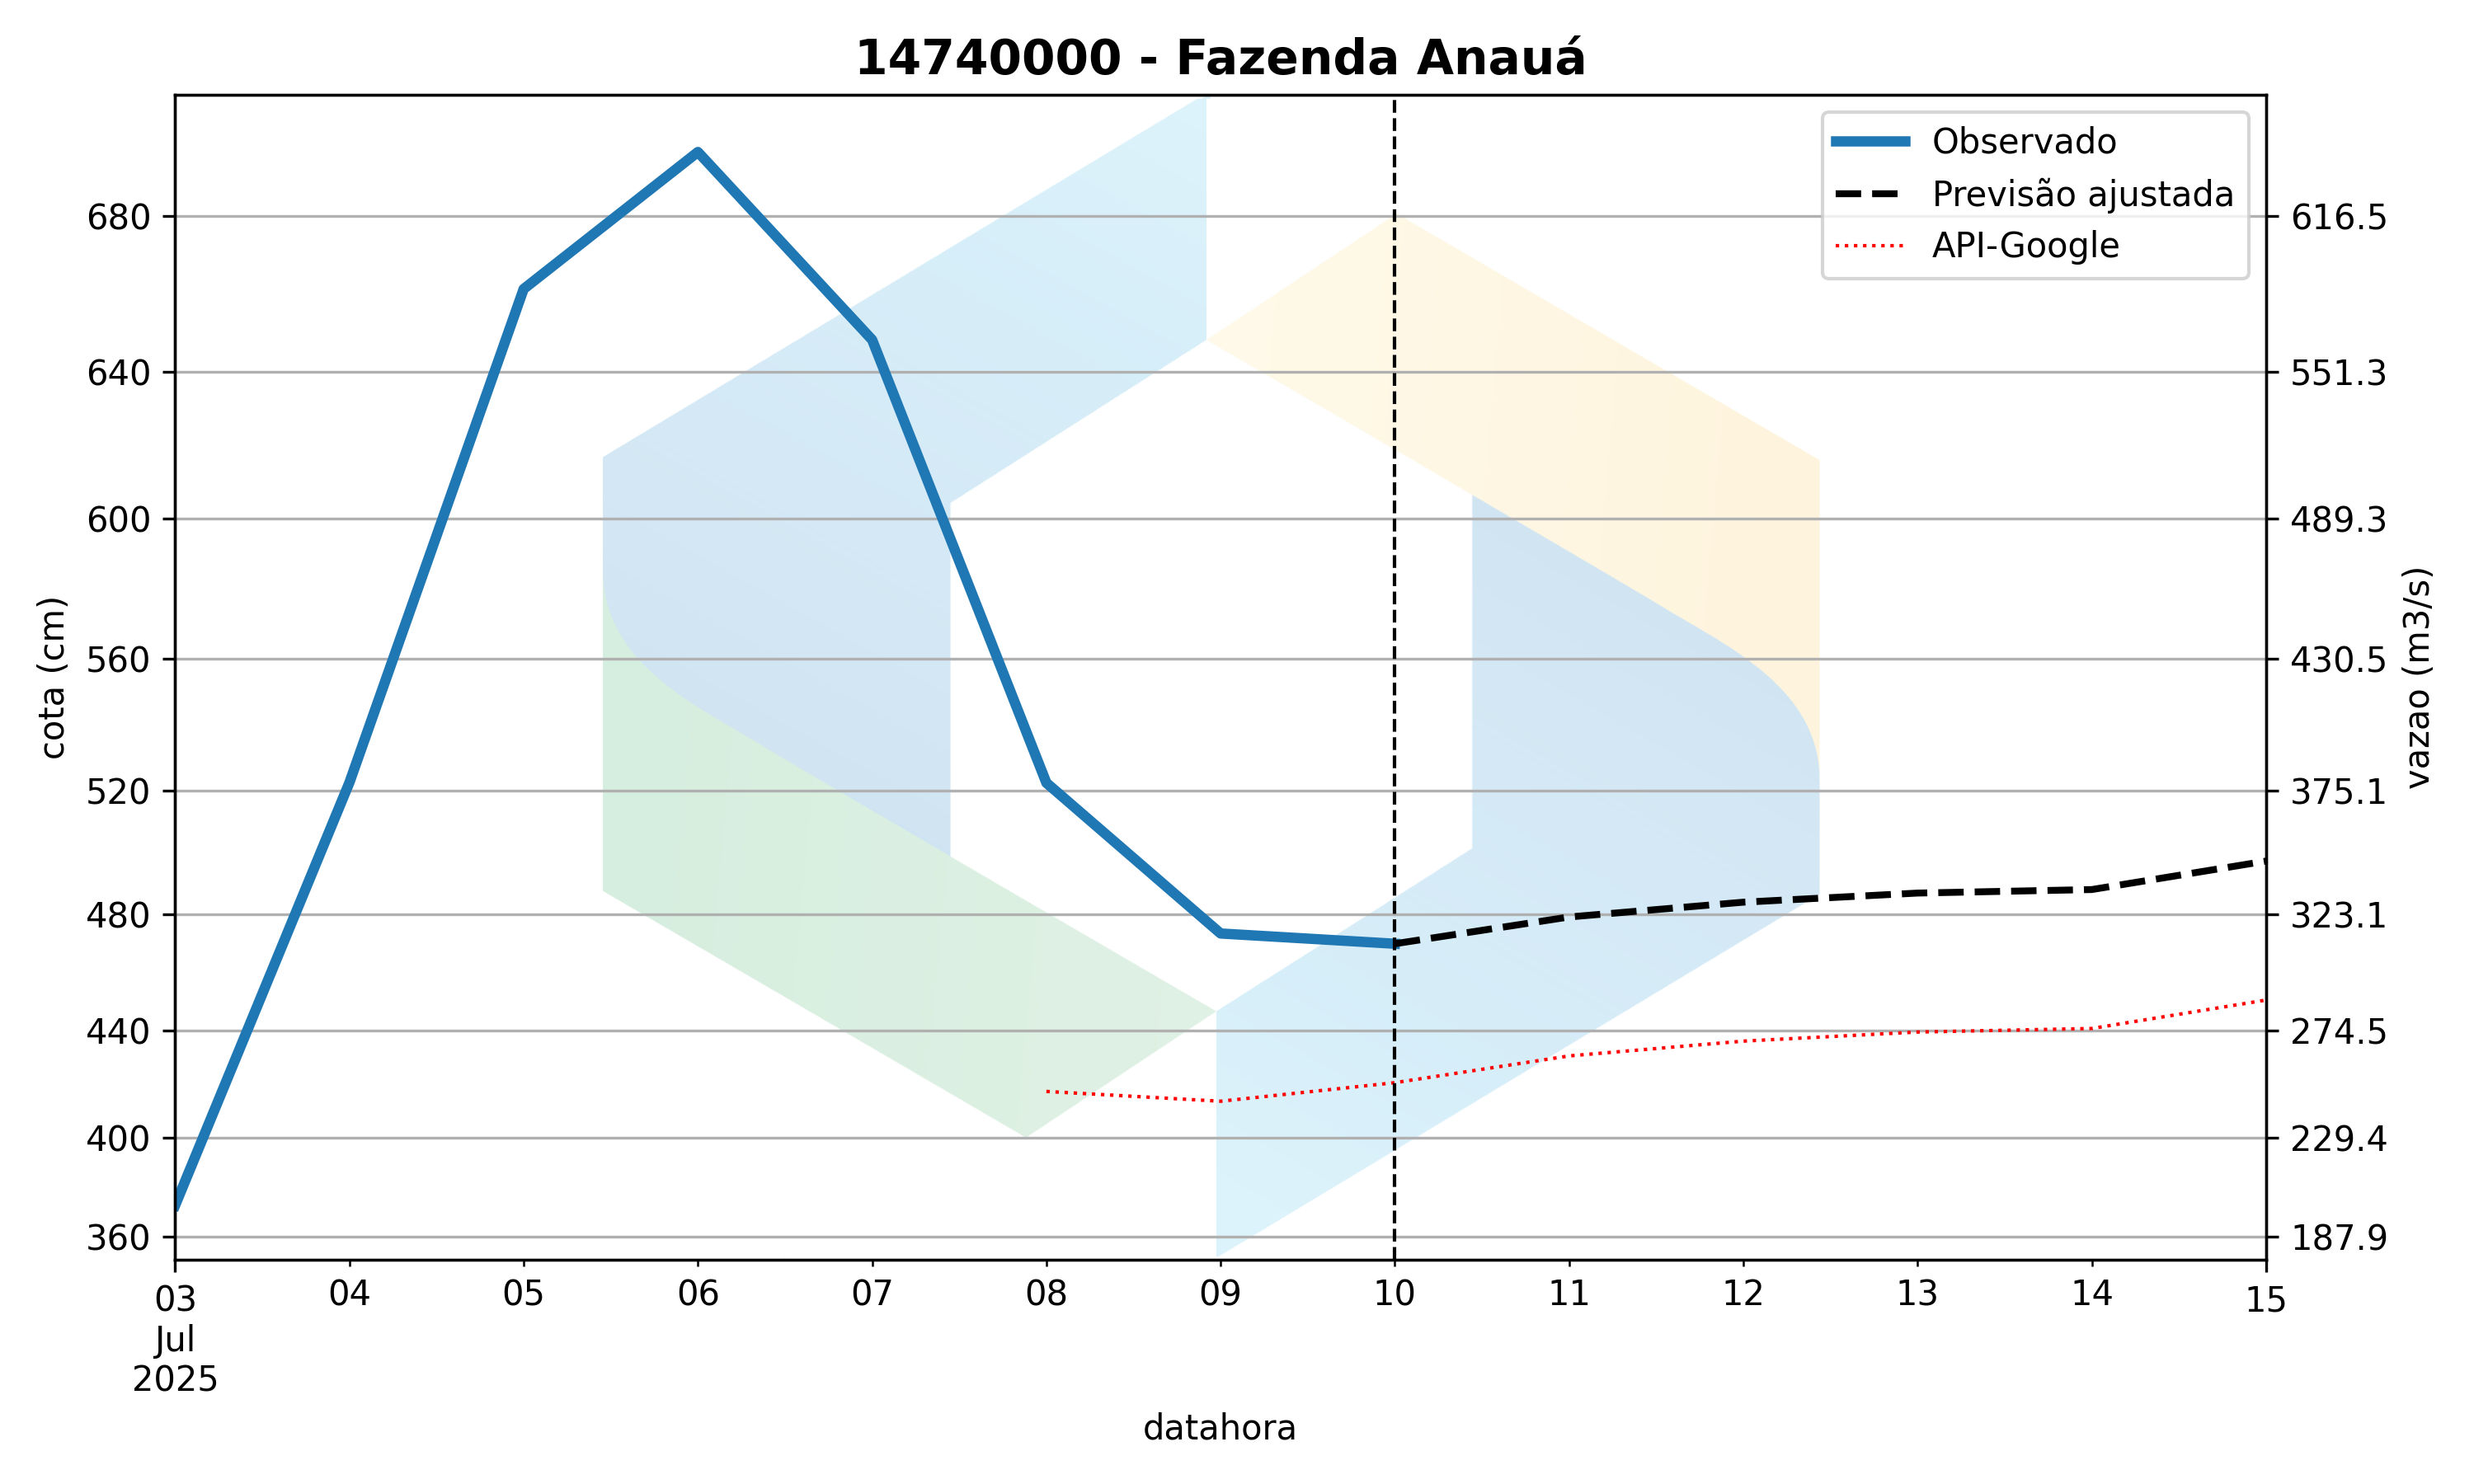 14740000 - Fazenda Anauá
Observado
Previsão ajustada
API-Google
680
640
600
560
520
480
440
400
360
cota (cm)
616.5
551.3
489.3
430.5
375.1
323.1
274.5
229.4
187.9
vazao (m3/s)
03 04 05 06 07 08 09 10 11 12 13 14 15
Jul
2025
datahora